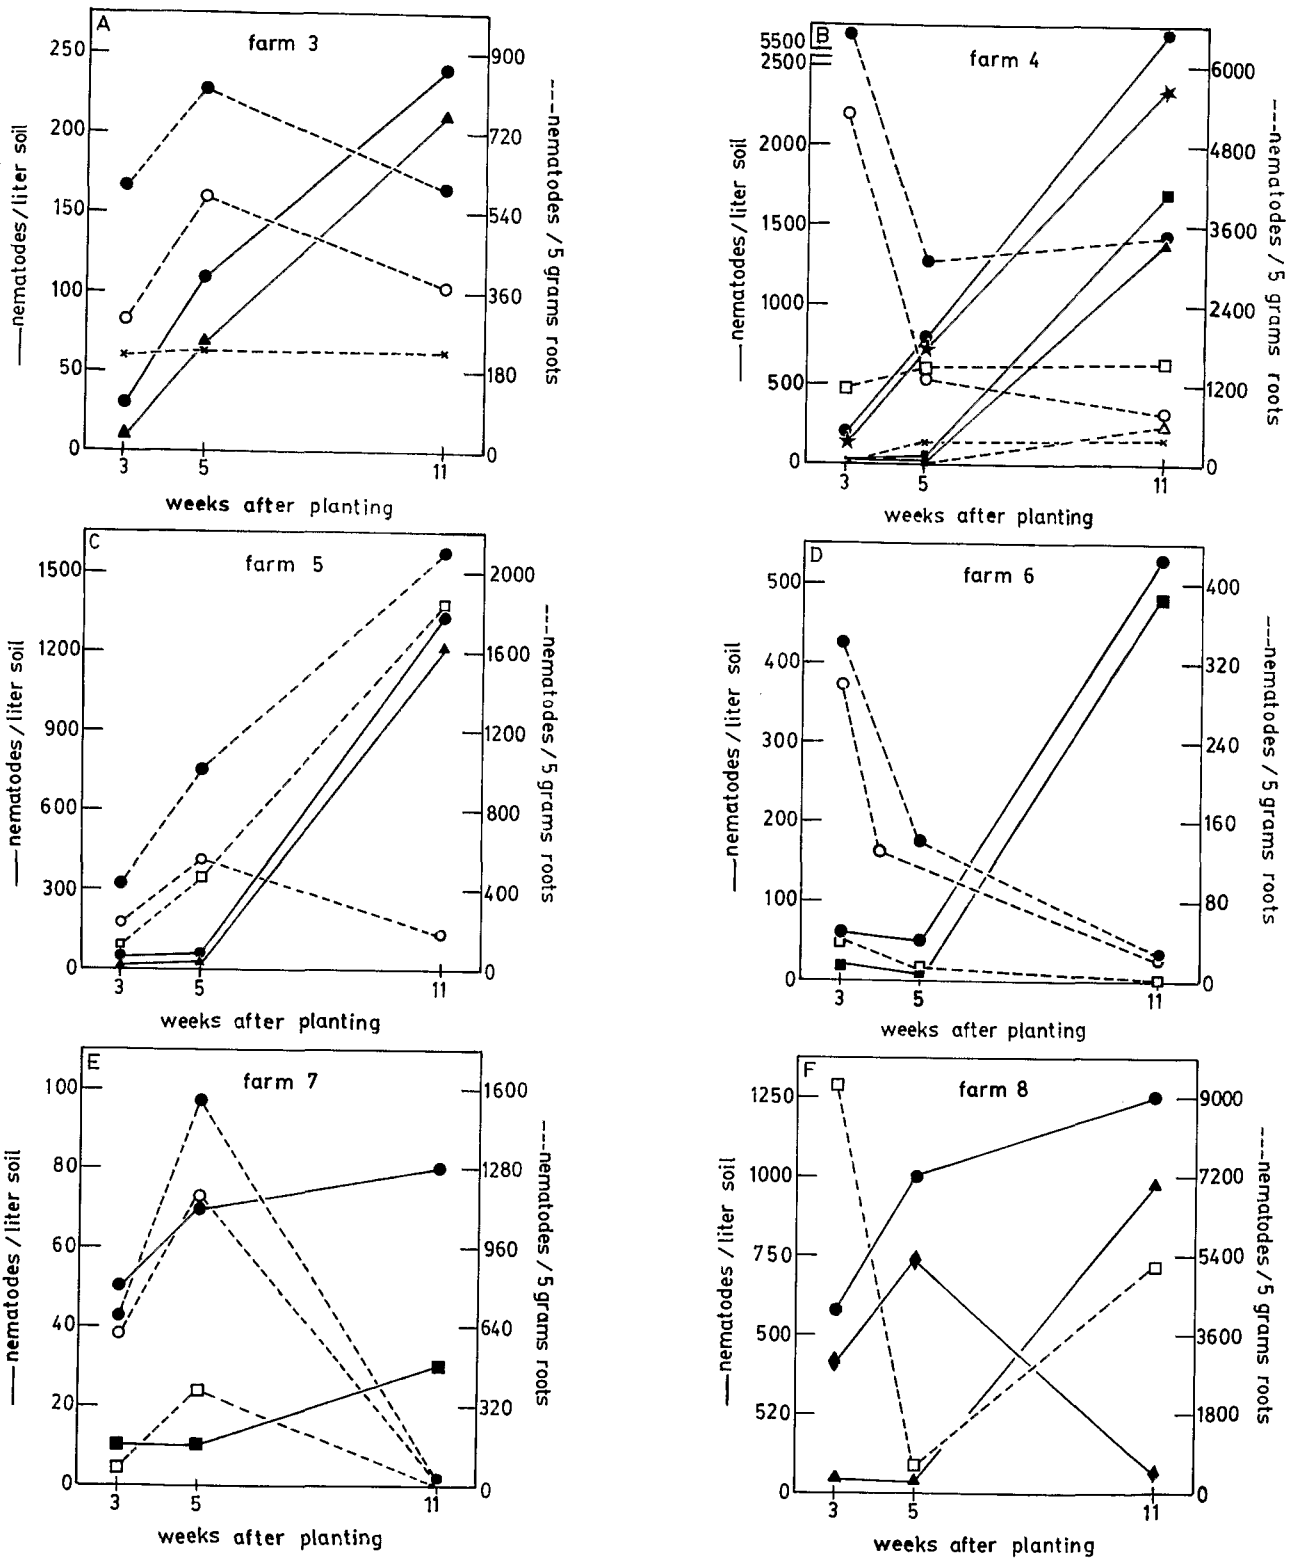 A
farm 3
250
200
150
100
50
0
900
720
540
360
180
0
3 5 11
—nematodes/liter soil
---nematodes / 5 grams roots
weeks after planting
B
farm 4
5500
2500
2000
1500
1000
500
0
6000
4800
3600
2400
1200
0
3 5 11
—nematodes/liter soil
---nematodes / 5 grams roots
weeks after planting
C
farm 5
1500
1200
900
600
300
0
2000
1600
1200
800
400
0
3 5 11
—nematodes/liter soil
---nematodes / 5 grams roots
weeks after planting
D
farm 6
500
400
300
200
100
0
400
320
240
160
80
0
3 5 11
—nematodes / liter soil
---nematodes / 5 grams roots
weeks after planting
E
farm 7
100
80
60
40
20
0
1600
1280
960
640
320
0
3 5 11
—nematodes / liter soil
---nematodes / 5 grams roots
weeks after planting
F
farm 8
1250
1000
750
500
520
0
9000
7200
5400
3600
1800
0
3 5 11
—nematodes / liter soil
---nematodes / 5 grams roots
weeks after planting